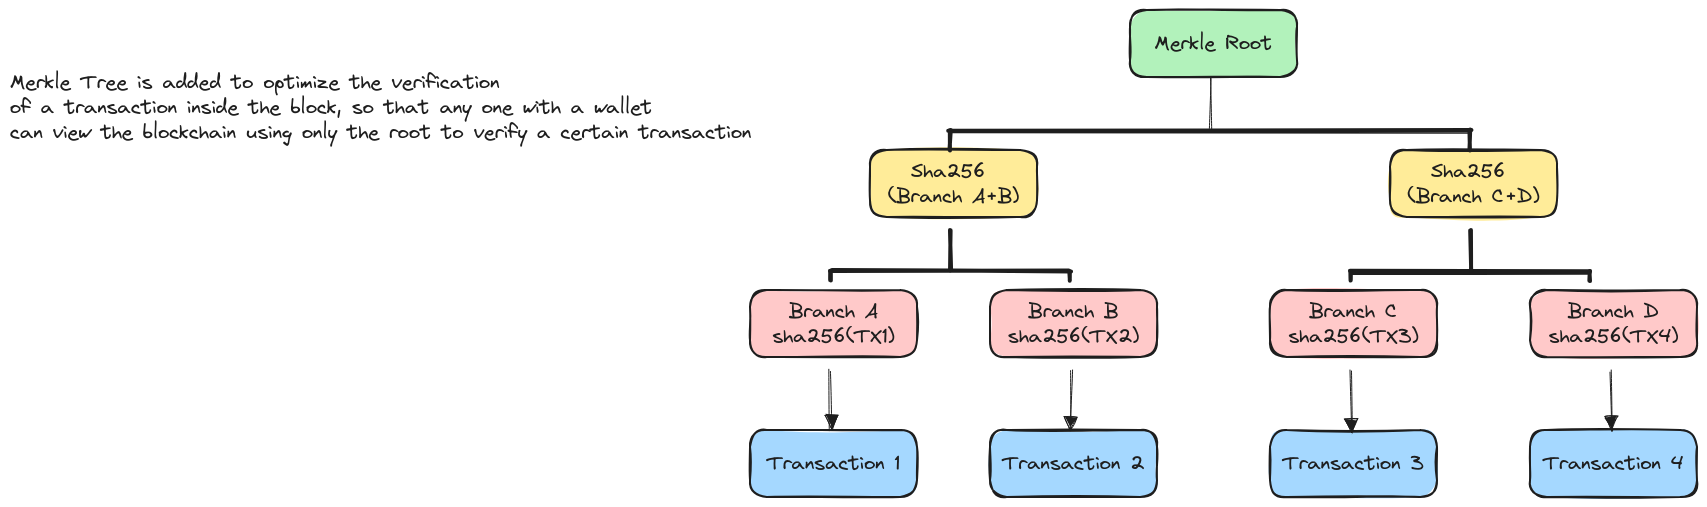 Merkle Root
Merkle Tree is added to optimize the verification
of a transaction inside the block, so that any one with a wallet
can view the blockchain using only the root to verify a certain transaction
Sha256
(Branch A+B)
Sha256
(Branch C+D)
Branch A
sha256(TX1)
Branch B
sha256(TX2)
Branch C
sha256(TX3)
Branch D
sha256(TX4)
Transaction 1
Transaction 2
Transaction 3
Transaction 4